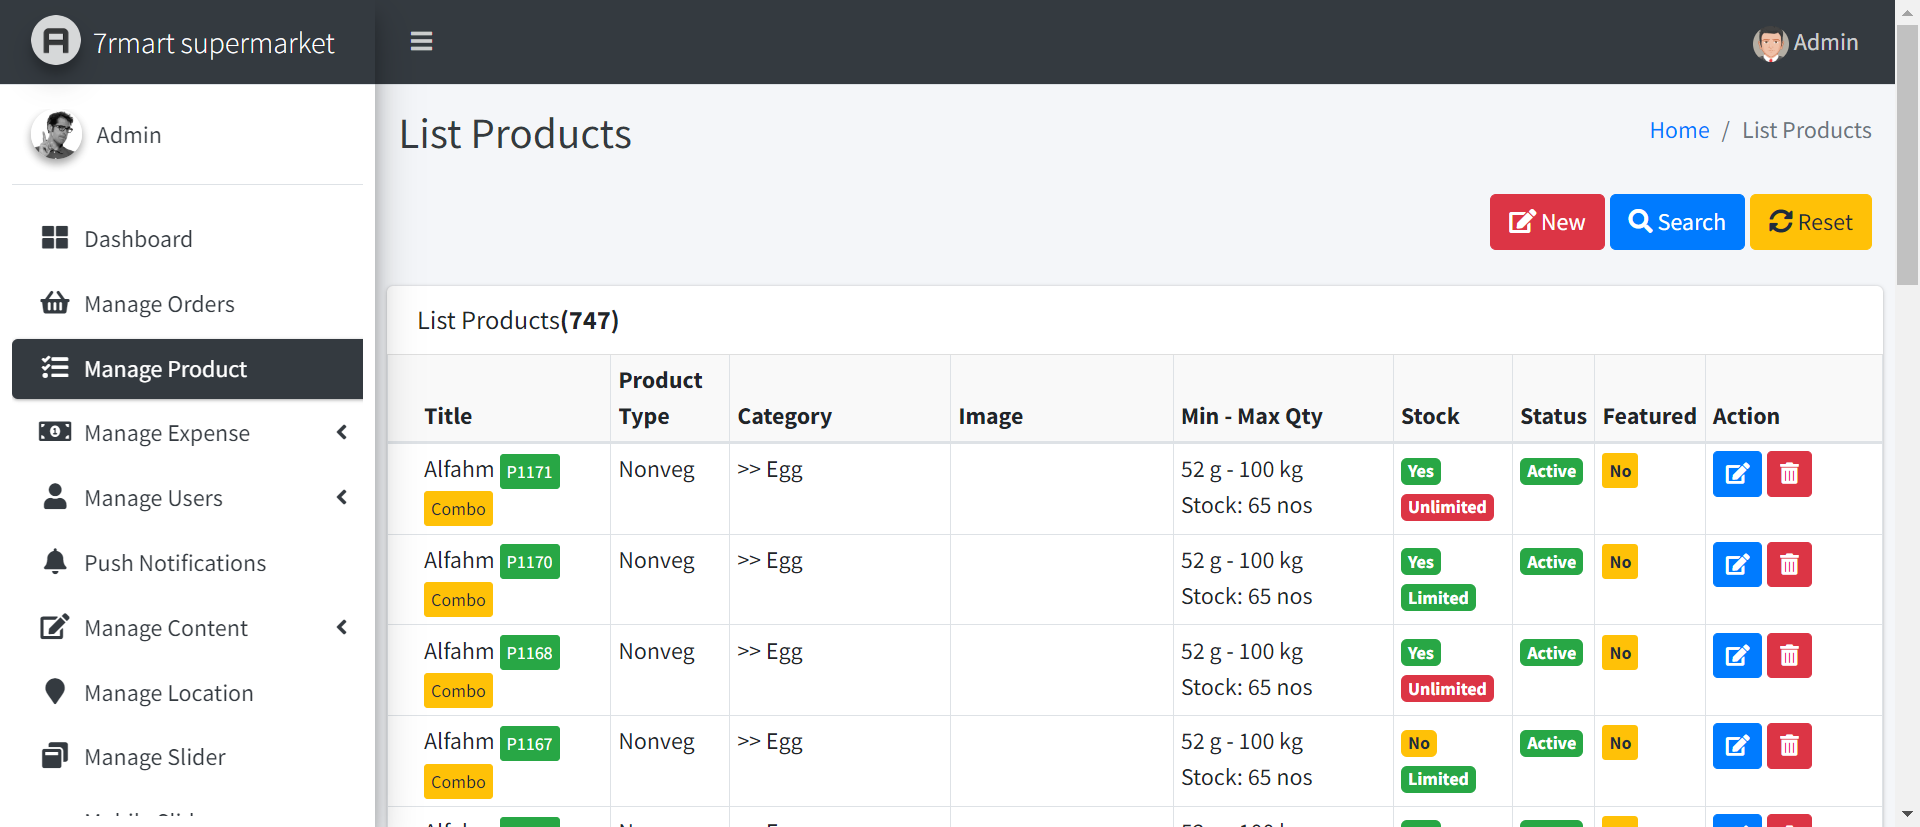 7rmart supermarket
Admin
Admin
Dashboard
Manage Orders
Manage Product
Manage Expense
Manage Users
Push Notifications
Manage Content
Manage Location
Manage Slider
List Products
Home / List Products
New Search Reset
List Products(747)
Title Product Type Category Image Min - Max Qty Stock Status Featured Action
Alfahm P1171 Nonveg >> Egg 52 g - 100 kg Yes Active No
Combo Stock: 65 nos Unlimited
Alfahm P1170 Nonveg >> Egg 52 g - 100 kg Yes Active No
Combo Stock: 65 nos Limited
Alfahm P1168 Nonveg >> Egg 52 g - 100 kg Yes Active No
Combo Stock: 65 nos Unlimited
Alfahm P1167 Nonveg >> Egg 52 g - 100 kg No Active No
Combo Stock: 65 nos Limited